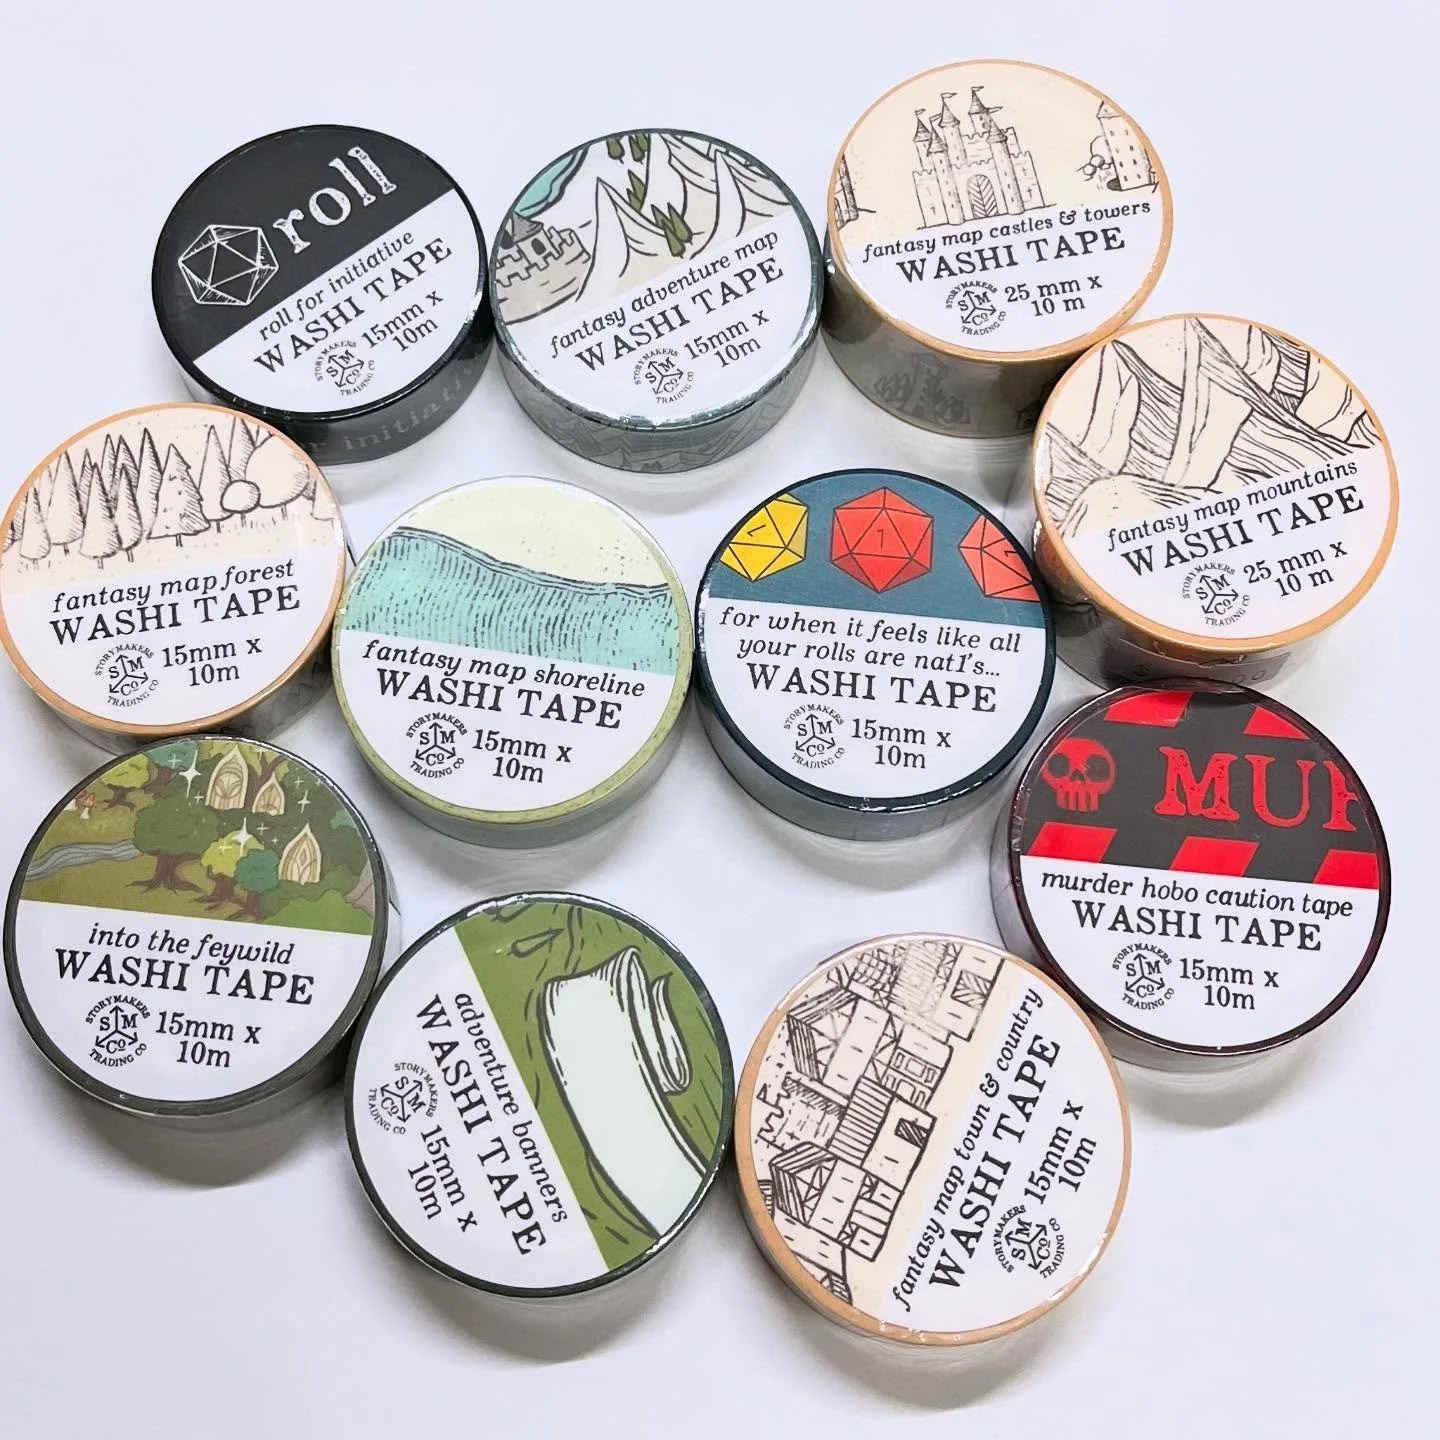 roll
roll for initiative
WASHI TAPE
STORYMAKERS
S M
Co
TRADING CO
15mm x
10m
r initiativ
fantasy adventure map
WASHI TAPE
STORYMAKERS
S M
Co
TRADING CO
15mm x
10m
fantasy map castles & towers
WASHI TAPE
STORYMAKERS
S M
Co
TRADING CO
25 mm x
10 m
fantasy map mountains
WASHI TAPE
STORYMAKERS
S M
Co
TRADING CO
25 mm x
10 m
fantasy map forest
WASHI TAPE
STORYMAKERS
S M
Co
TRADING CO
15mm x
10m
fantasy map shoreline
WASHI TAPE
STORYMAKERS
S M
Co
TRADING CO
15mm x
10m
1
1
1
for when it feels like all
your rolls are nat1's...
WASHI TAPE
STORYMAKERS
S M
Co
TRADING CO
15mm x
10m
MUR
murder hobo caution tape
WASHI TAPE
STORYMAKERS
S M
Co
TRADING CO
15mm x
10m
into the feywild
WASHI TAPE
STORYMAKERS
S M
Co
TRADING CO
15mm x
10m
adventure banners
WASHI TAPE
STORYMAKERS
S M
Co
TRADING CO
15mm x
10m
fantasy map town & country
WASHI TAPE
STORYMAKERS
S M
Co
TRADING CO
15mm x
10m